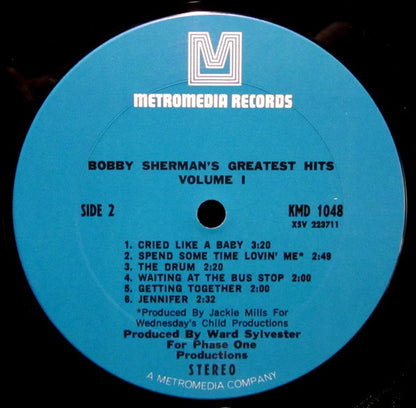 METROMEDIA RECORDS
BOBBY SHERMAN'S GREATEST HITS
VOLUME I
SIDE 2
KMD 1048
XSV 223711
1. CRIED LIKE A BABY 3:20
2. SPEND SOME TIME LOVIN' ME* 2:49
3. THE DRUM 2:20
4. WAITING AT THE BUS STOP 2:00
5. GETTING TOGETHER 2:00
6. JENNIFER 2:32
*Produced By Jackie Mills For
Wednesday's Child Productions
Produced By Ward Sylvester
For Phase One
Productions
STEREO
A METROMEDIA COMPANY